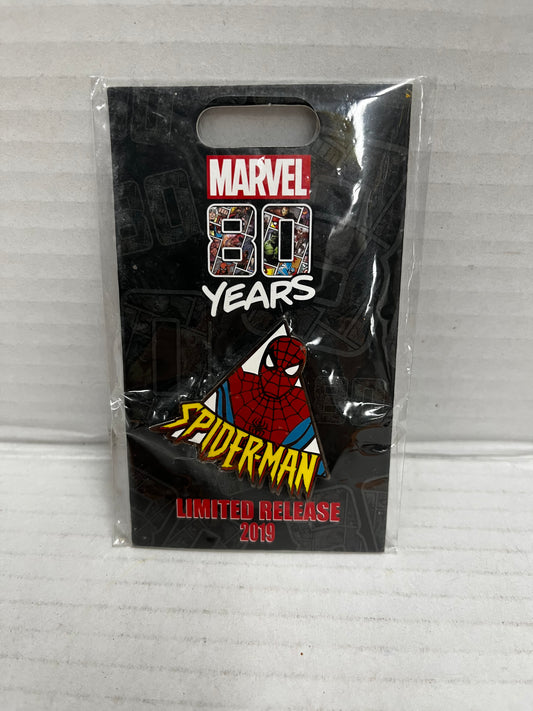 MARVEL
80
YEARS
SPIDER-MAN
LIMITED RELEASE
2019